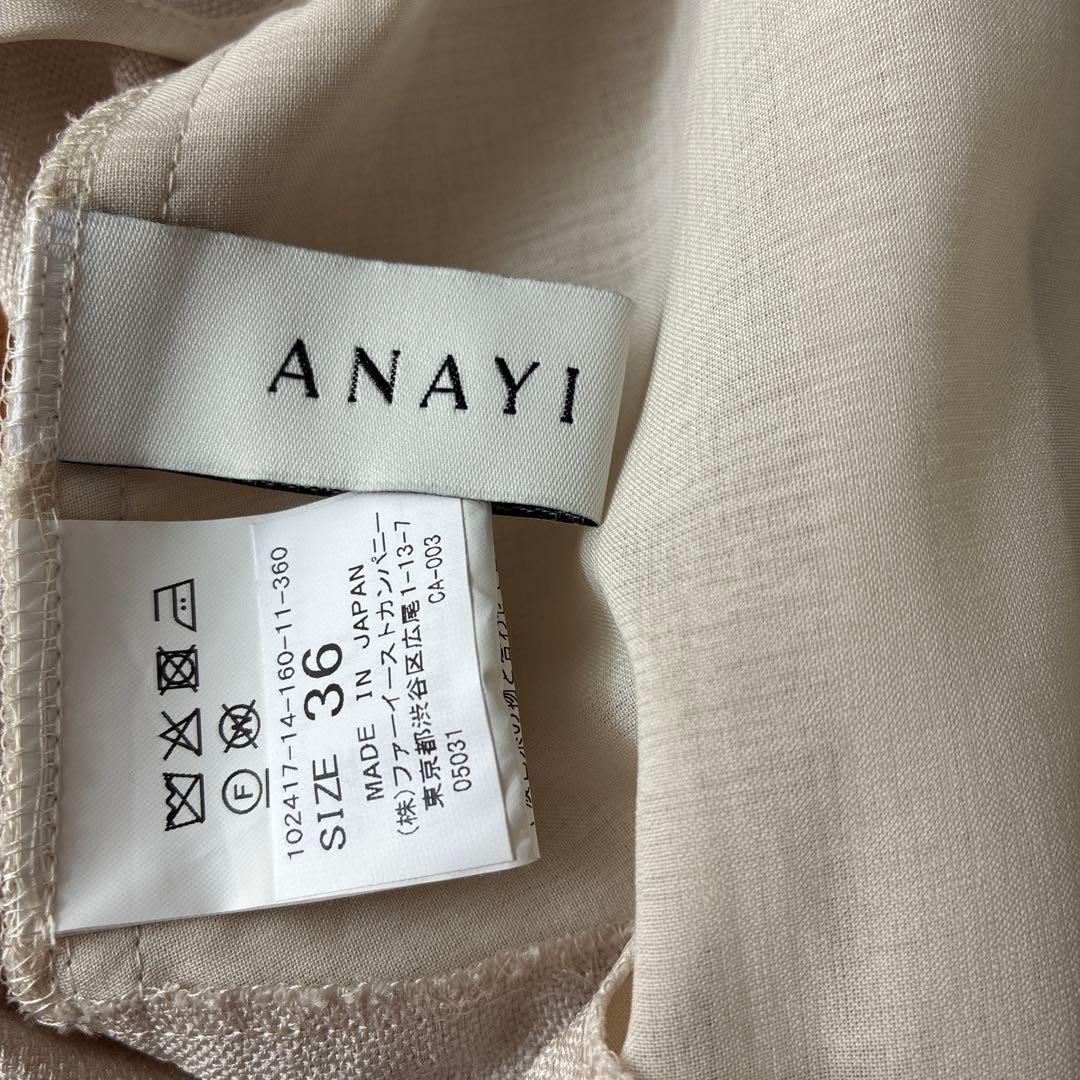 ANAYI
102417-14-160-11-360
SIZE 36
MADE IN JAPAN
(株)ファーイーストカンパニー
東京都渋谷区広尾1-13-7
CA-003
05031
W
F